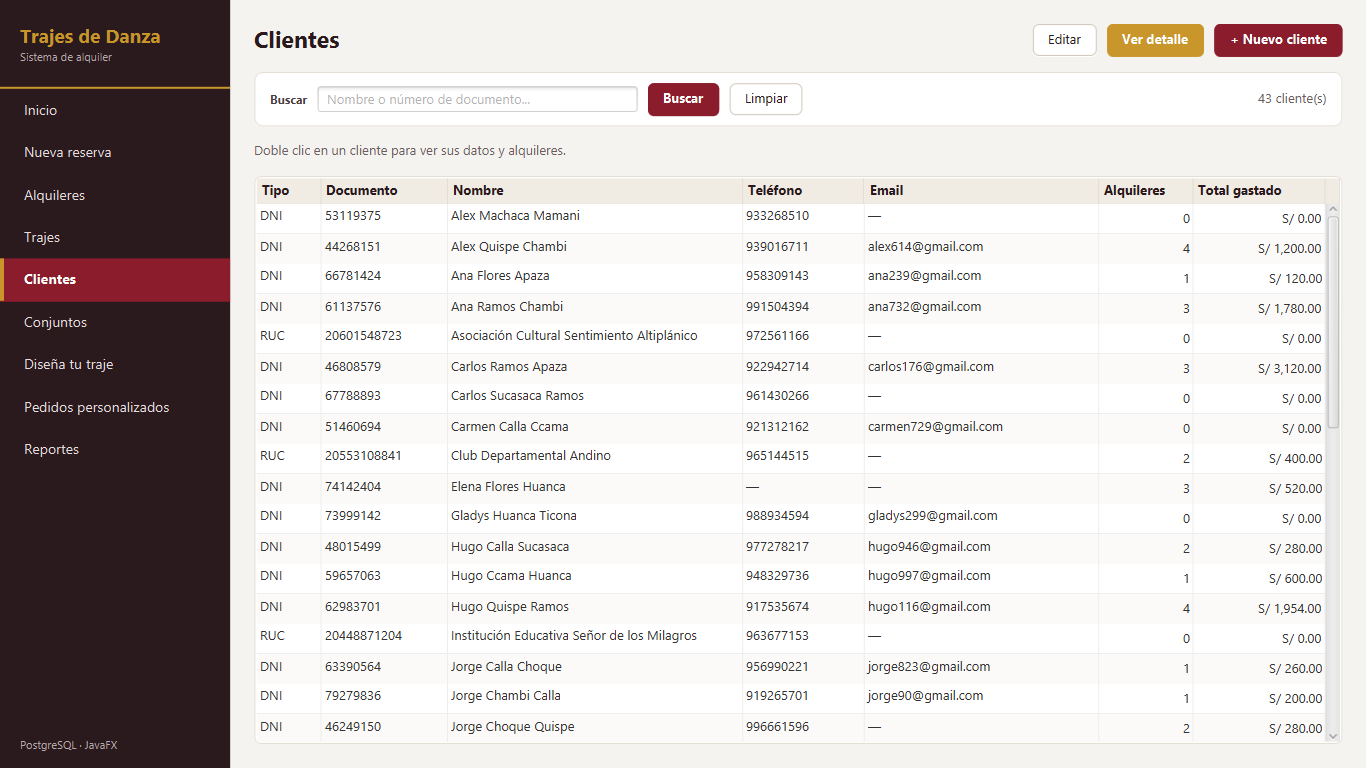 Trajes de Danza
Sistema de alquiler
Inicio
Nueva reserva
Alquileres
Trajes
Clientes
Conjuntos
Diseña tu traje
Pedidos personalizados
Reportes
PostgreSQL · JavaFX
Clientes
Editar
Ver detalle
+ Nuevo cliente
Buscar
Nombre o número de documento...
Buscar
Limpiar
43 cliente(s)
Doble clic en un cliente para ver sus datos y alquileres.
Tipo Documento Nombre Teléfono Email Alquileres Total gastado
DNI 53119375 Alex Machaca Mamani 933268510 — 0 S/ 0.00
DNI 44268151 Alex Quispe Chambi 939016711 alex614@gmail.com 4 S/ 1,200.00
DNI 66781424 Ana Flores Apaza 958309143 ana239@gmail.com 1 S/ 120.00
DNI 61137576 Ana Ramos Chambi 991504394 ana732@gmail.com 3 S/ 1,780.00
RUC 20601548723 Asociación Cultural Sentimiento Altiplánico 972561166 — 0 S/ 0.00
DNI 46808579 Carlos Ramos Apaza 922942714 carlos176@gmail.com 3 S/ 3,120.00
DNI 67788893 Carlos Sucasaca Ramos 961430266 — 0 S/ 0.00
DNI 51460694 Carmen Calla Ccama 921312162 carmen729@gmail.com 0 S/ 0.00
RUC 20553108841 Club Departamental Andino 965144515 — 2 S/ 400.00
DNI 74142404 Elena Flores Huanca — — 3 S/ 520.00
DNI 73999142 Gladys Huanca Ticona 988934594 gladys299@gmail.com 0 S/ 0.00
DNI 48015499 Hugo Calla Sucasaca 977278217 hugo946@gmail.com 2 S/ 280.00
DNI 59657063 Hugo Ccama Huanca 948329736 hugo997@gmail.com 1 S/ 600.00
DNI 62983701 Hugo Quispe Ramos 917535674 hugo116@gmail.com 4 S/ 1,954.00
RUC 20448871204 Institución Educativa Señor de los Milagros 963677153 — 0 S/ 0.00
DNI 63390564 Jorge Calla Choque 956990221 jorge823@gmail.com 1 S/ 260.00
DNI 79279836 Jorge Chambi Calla 919265701 jorge90@gmail.com 1 S/ 200.00
DNI 46249150 Jorge Choque Quispe 996661596 — 2 S/ 280.00